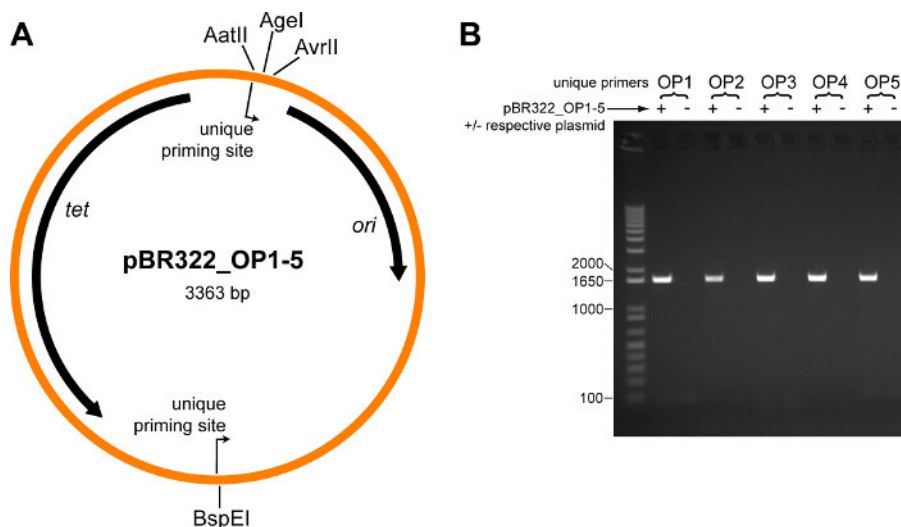 A
AatII
AgeI
AvrII
unique
priming site
tet
ori
pBR322_OP1-5
3363 bp
unique
priming site
BspEI
B
unique primers OP1 OP2 OP3 OP4 OP5
pBR322_OP1-5 + - + - + - + - + -
+/- respective plasmid
2000
1650
1000
100